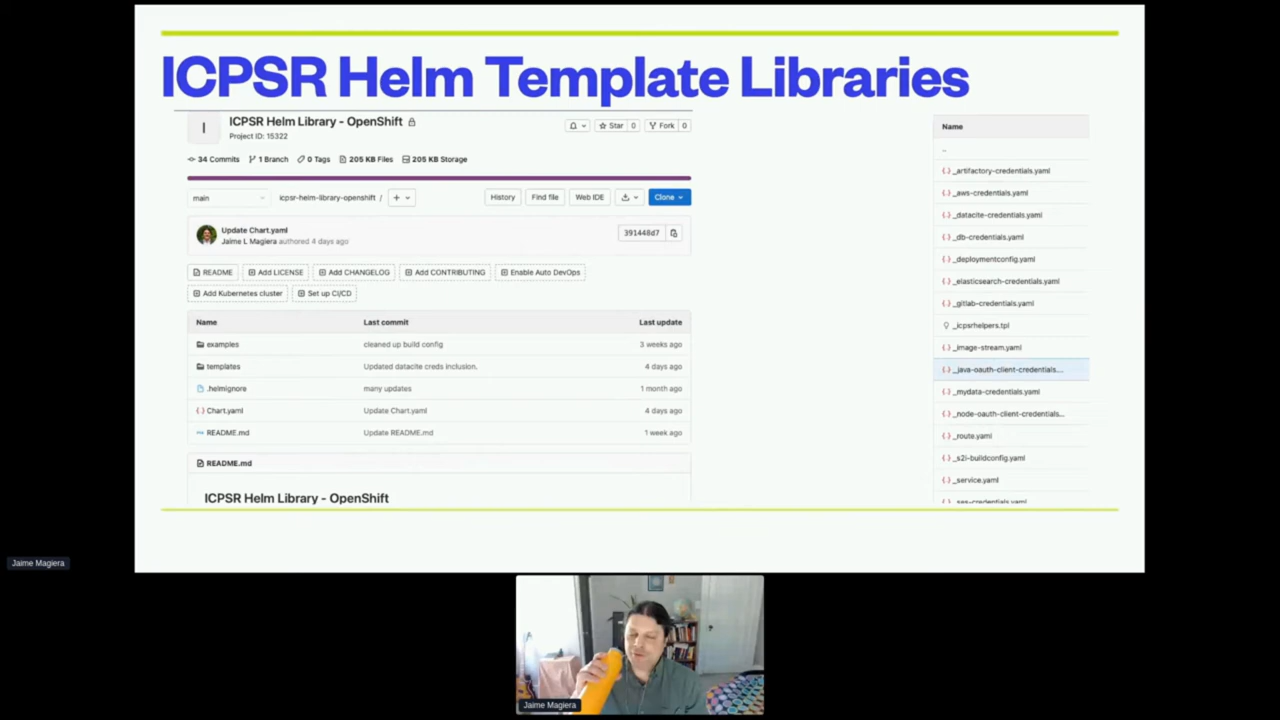 ICPSR Helm Template Libraries
I
ICPSR Helm Library - OpenShift
Project ID: 15322
Star 0
Fork 0
34 Commits 1 Branch 0 Tags 205 KB Files 205 KB Storage
main
icpsr-helm-library-openshift /
+
History
Find file
Web IDE
Clone
Update Chart.yaml
Jaime L Magiera authored 4 days ago
391448d7
README
Add LICENSE
Add CHANGELOG
Add CONTRIBUTING
Enable Auto DevOps
Add Kubernetes cluster
Set up CI/CD
Name Last commit Last update
examples cleaned up build config 3 weeks ago
templates Updated datacite creds inclusion. 4 days ago
.helmignore many updates 1 month ago
Chart.yaml Update Chart.yaml 4 days ago
README.md Update README.md 1 week ago
README.md
ICPSR Helm Library - OpenShift
Name
..
_artifactory-credentials.yaml
_aws-credentials.yaml
_datacite-credentials.yaml
_db-credentials.yaml
_deploymentconfig.yaml
_elasticsearch-credentials.yaml
_gitlab-credentials.yaml
_icpsrhelpers.tpl
_image-stream.yaml
_java-oauth-client-credentials....
_mydata-credentials.yaml
_node-oauth-client-credentials...
_route.yaml
_s2i-buildconfig.yaml
_service.yaml
_ses-credentials.yaml
Jaime Magiera
Jaime Magiera